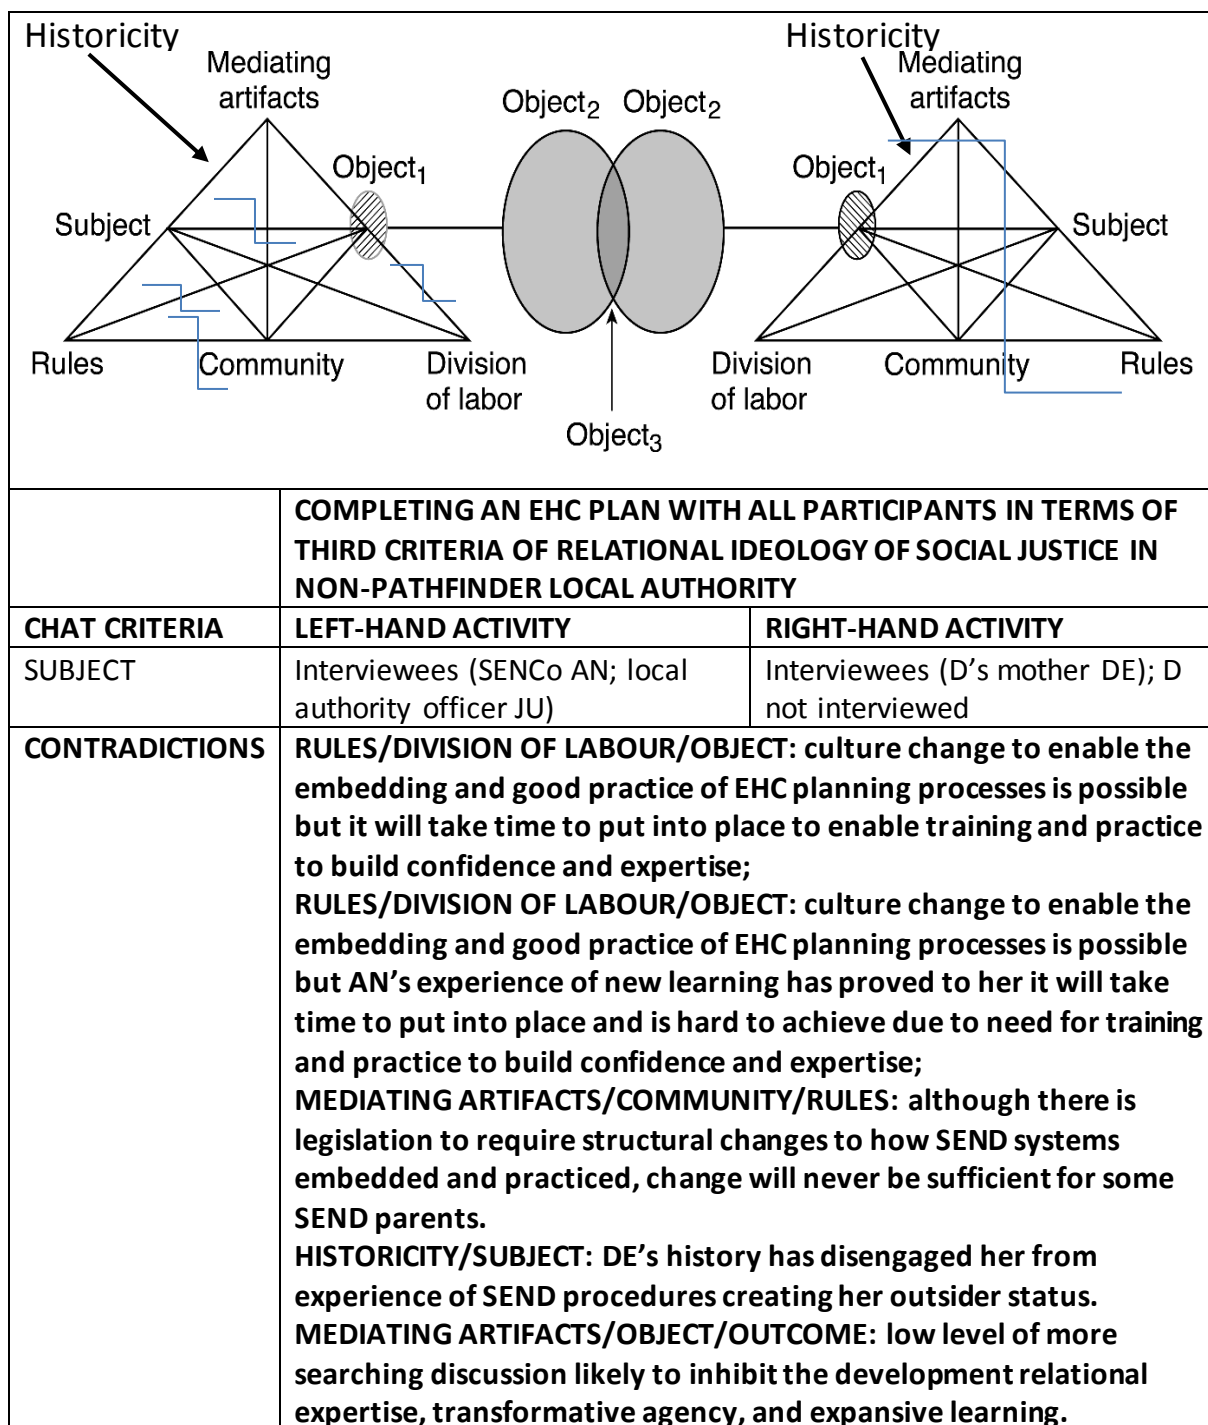 Historicity
Historicity
Mediating
artifacts
Mediating
artifacts
Object2 Object2
Object1
Object1
Subject
Subject
Rules
Community
Division
of labor
Division
of labor
Community
Rules
Object3
COMPLETING AN EHC PLAN WITH ALL PARTICIPANTS IN TERMS OF
THIRD CRITERIA OF RELATIONAL IDEOLOGY OF SOCIAL JUSTICE IN
NON-PATHFINDER LOCAL AUTHORITY
CHAT CRITERIA LEFT-HAND ACTIVITY RIGHT-HAND ACTIVITY
SUBJECT
Interviewees (SENCo AN; local
authority officer JU)
Interviewees (D's mother DE); D
not interviewed
CONTRADICTIONS
RULES/DIVISION OF LABOUR/OBJECT: culture change to enable the
embedding and good practice of EHC planning processes is possible
but it will take time to put into place to enable training and practice
to build confidence and expertise;
RULES/DIVISION OF LABOUR/OBJECT: culture change to enable the
embedding and good practice of EHC planning processes is possible
but AN's experience of new learning has proved to her it will take
time to put into place and is hard to achieve due to need for training
and practice to build confidence and expertise;
MEDIATING ARTIFACTS/COMMUNITY/RULES: although there is
legislation to require structural changes to how SEND systems
embedded and practiced, change will never be sufficient for some
SEND parents.
HISTORICITY/SUBJECT: DE's history has disengaged her from
experience of SEND procedures creating her outsider status.
MEDIATING ARTIFACTS/OBJECT/OUTCOME: low level of more
searching discussion likely to inhibit the development relational
expertise, transformative agency, and expansive learning.